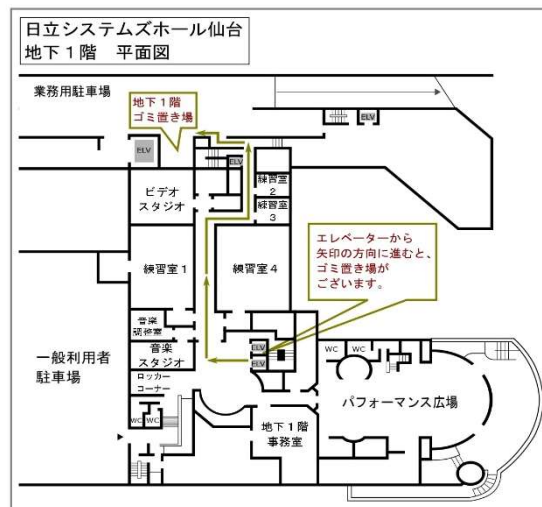 日立システムズホール仙台
地下１階　平面図
業務用駐車場
地下１階
ゴミ置き場
ELV
ELV
ELV
ビデオ
スタジオ
練習室
2
練習室
3
エレベーターから
矢印の方向に進むと、
ゴミ置き場が
ございます。
練習室１
練習室４
音楽
調整室
音楽
スタジオ
ELV
ELV
WC
WC
一般利用者
駐車場
ロッカー
コーナー
パフォーマンス広場
WC
WC
地下１階
事務室